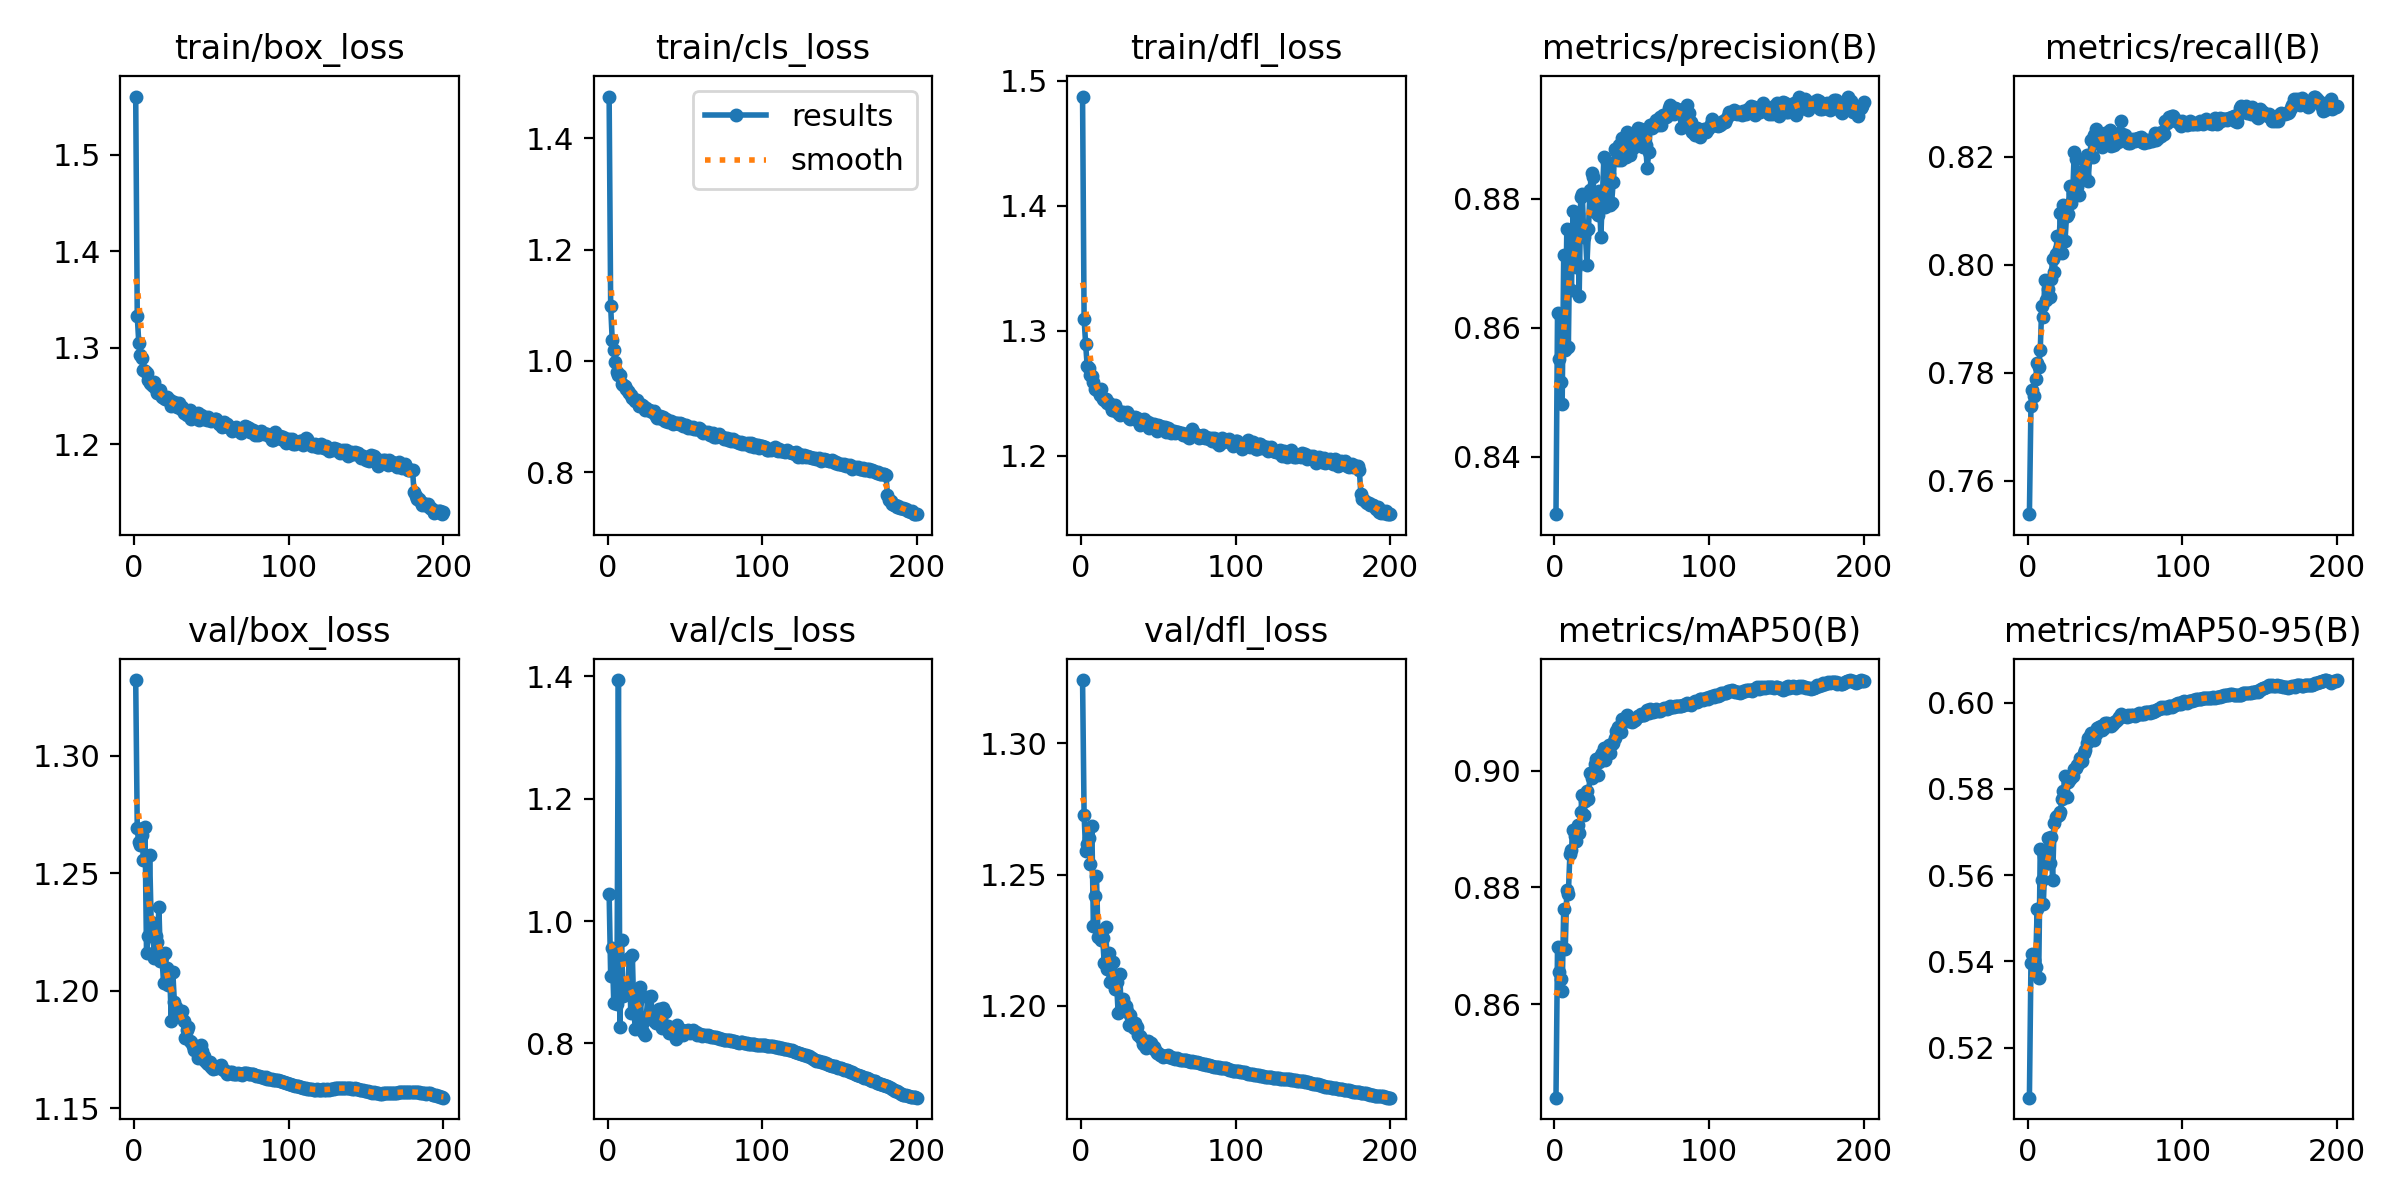 train/box_loss
train/cls_loss
train/dfl_loss
metrics/precision(B)
metrics/recall(B)
results
smooth
1.5
1.4
1.3
1.2
0 100 200
1.4
1.2
1.0
0.8
0 100 200
1.5
1.4
1.3
1.2
0 100 200
0.88
0.86
0.84
0 100 200
0.82
0.80
0.78
0.76
0 100 200
val/box_loss
val/cls_loss
val/dfl_loss
metrics/mAP50(B)
metrics/mAP50-95(B)
1.30
1.25
1.20
1.15
0 100 200
1.4
1.2
1.0
0.8
0 100 200
1.30
1.25
1.20
0 100 200
0.90
0.88
0.86
0 100 200
0.60
0.58
0.56
0.54
0.52
0 100 200